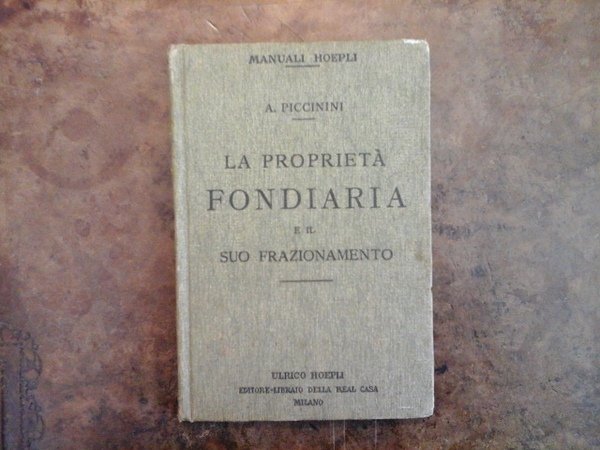 MANUALI HOEPLI
A. PICCININI
LA PROPRIETÀ
FONDIARIA
E IL
SUO FRAZIONAMENTO
ULRICO HOEPLI
EDITORE-LIBRAIO DELLA REAL CASA
MILANO